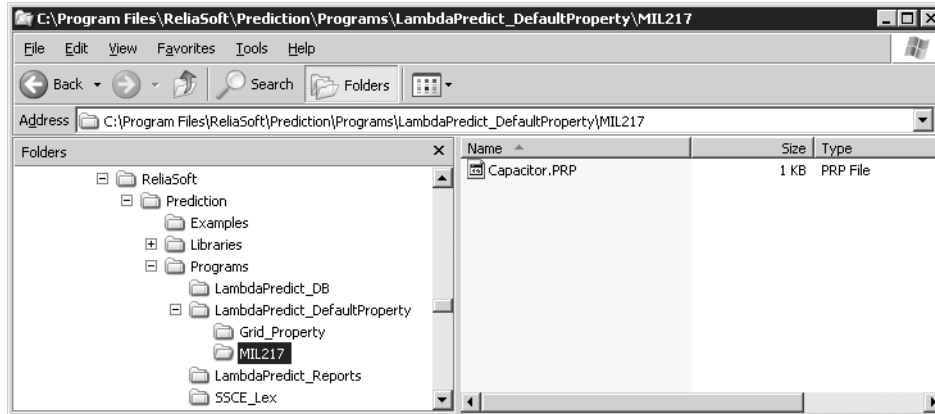 C:\Program Files\ReliaSoft\Prediction\Programs\LambdaPredict_DefaultProperty\MIL217
File Edit View Favorites Tools Help
Back Search Folders
Address C:\Program Files\ReliaSoft\Prediction\Programs\LambdaPredict_DefaultProperty\MIL217
Folders
Name Size Type
Capacitor.PRP 1 KB PRP File
ReliaSoft
Prediction
Examples
Libraries
Programs
LambdaPredict_DB
LambdaPredict_DefaultProperty
Grid_Property
MIL217
LambdaPredict_Reports
SSCE_Lex